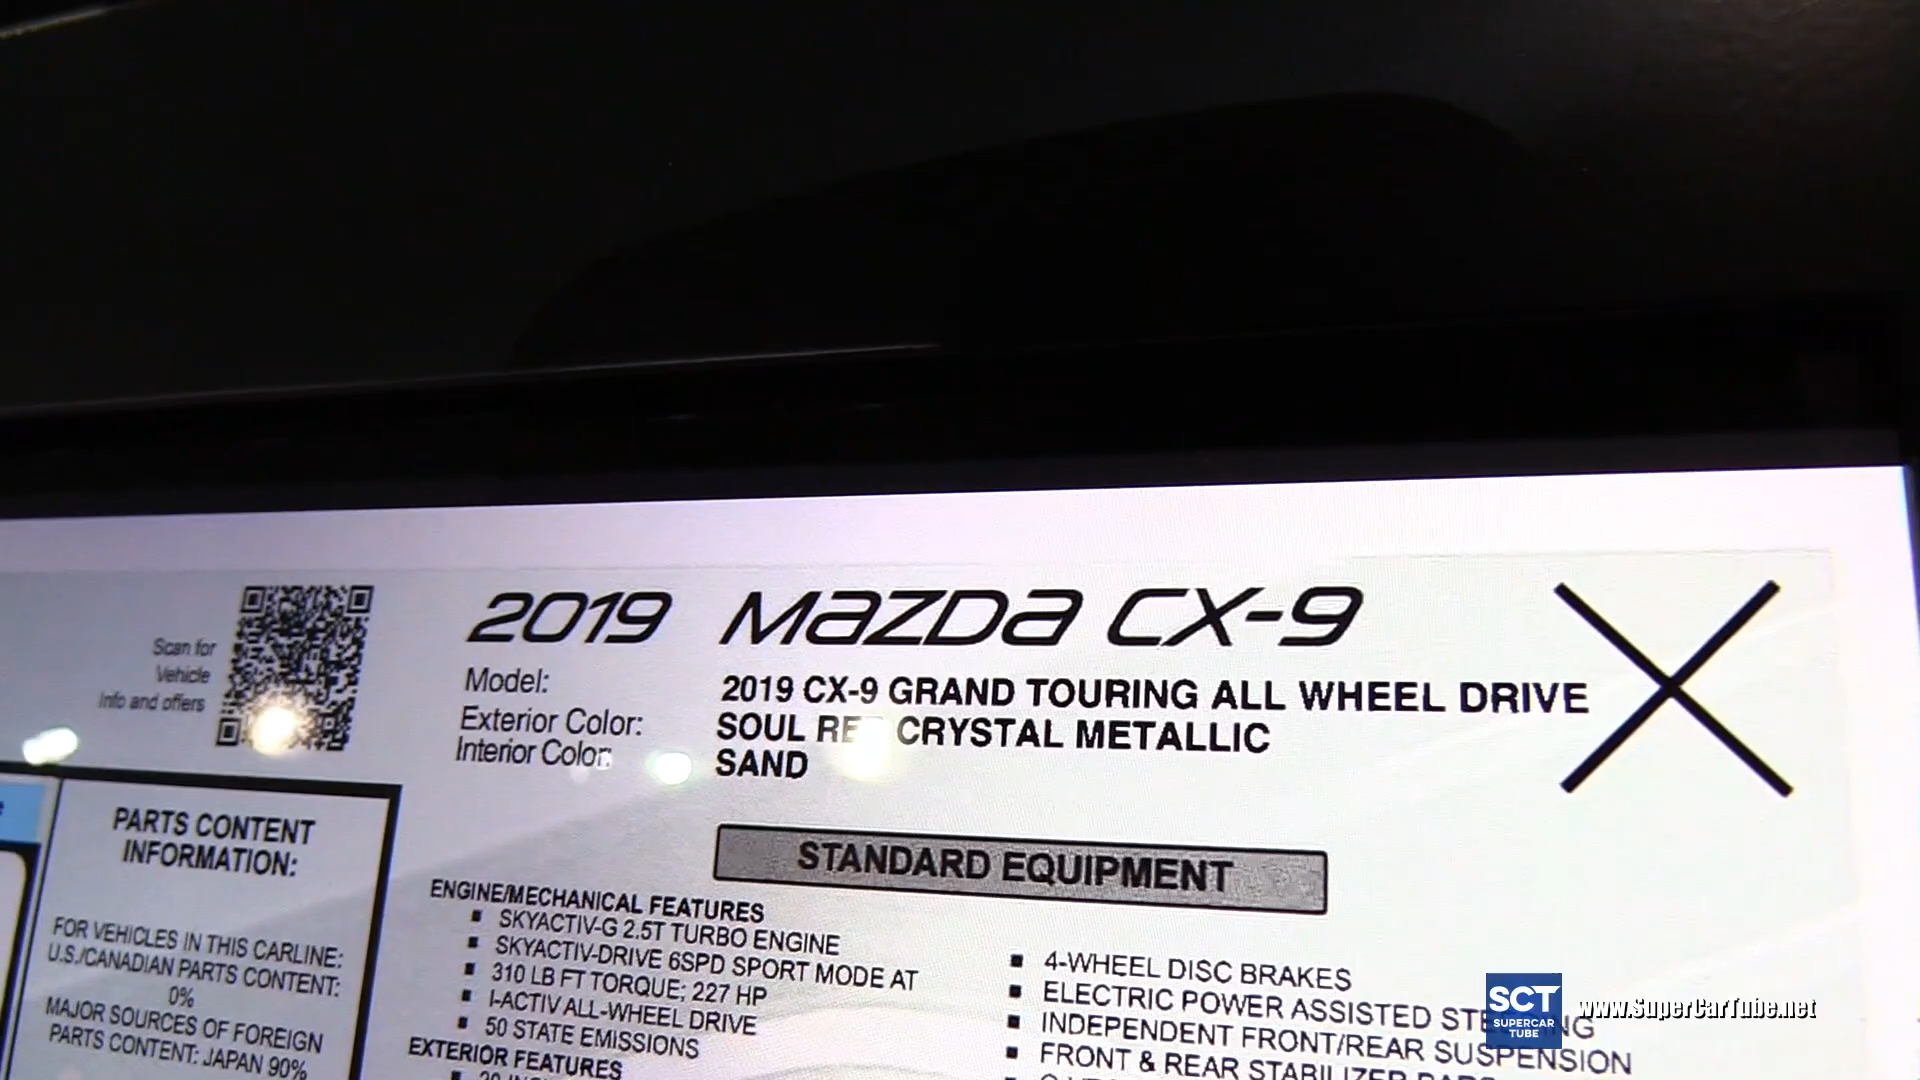 Scan for
Vehicle
Info and offers
2019 Mazda CX-9
Model: 2019 CX-9 GRAND TOURING ALL WHEEL DRIVE
Exterior Color: SOUL RED CRYSTAL METALLIC
Interior Color: SAND
PARTS CONTENT
INFORMATION:
FOR VEHICLES IN THIS CARLINE:
U.S./CANADIAN PARTS CONTENT:
0%
MAJOR SOURCES OF FOREIGN
PARTS CONTENT: JAPAN 90%
STANDARD EQUIPMENT
ENGINE/MECHANICAL FEATURES
▪ SKYACTIV-G 2.5T TURBO ENGINE
▪ SKYACTIV-DRIVE 6SPD SPORT MODE AT
▪ 310 LB FT TORQUE; 227 HP
▪ I-ACTIV ALL-WHEEL DRIVE
▪ 50 STATE EMISSIONS
EXTERIOR FEATURES
▪ 4-WHEEL DISC BRAKES
▪ ELECTRIC POWER ASSISTED STEERING
▪ INDEPENDENT FRONT/REAR SUSPENSION
▪ FRONT & REAR STABILIZER BARS
SCT
SUPERCAR
TUBE
www.SuperCarTube.net